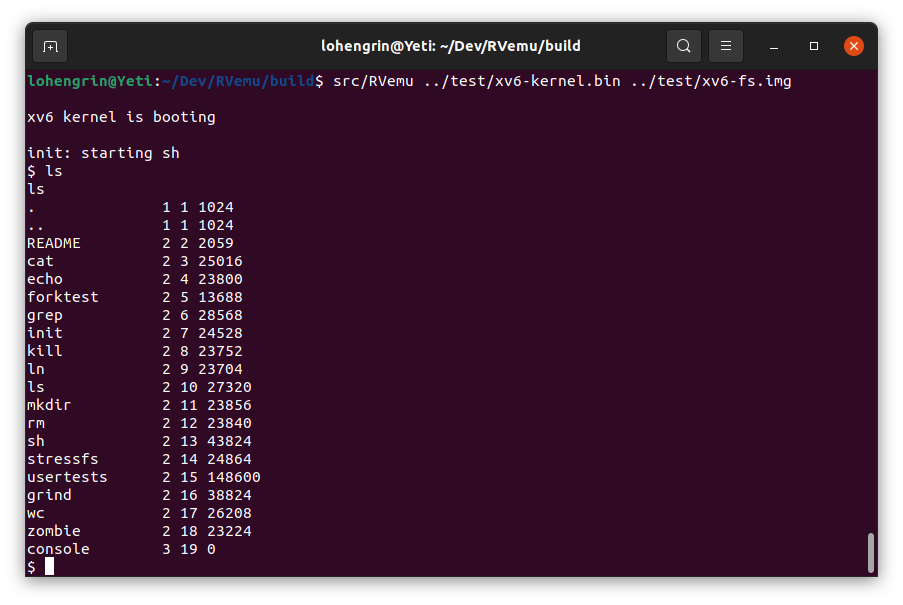 lohengrin@Yeti: ~/Dev/RVemu/build
lohengrin@Yeti:~/Dev/RVemu/build$ src/RVemu ../test/xv6-kernel.bin ../test/xv6-fs.img
xv6 kernel is booting
init: starting sh
$ ls
ls
. 1 1 1024
.. 1 1 1024
README 2 2 2059
cat 2 3 25016
echo 2 4 23800
forktest 2 5 13688
grep 2 6 28568
init 2 7 24528
kill 2 8 23752
ln 2 9 23704
ls 2 10 27320
mkdir 2 11 23856
rm 2 12 23840
sh 2 13 43824
stressfs 2 14 24864
usertests 2 15 148600
grind 2 16 38824
wc 2 17 26208
zombie 2 18 23224
console 3 19 0
$